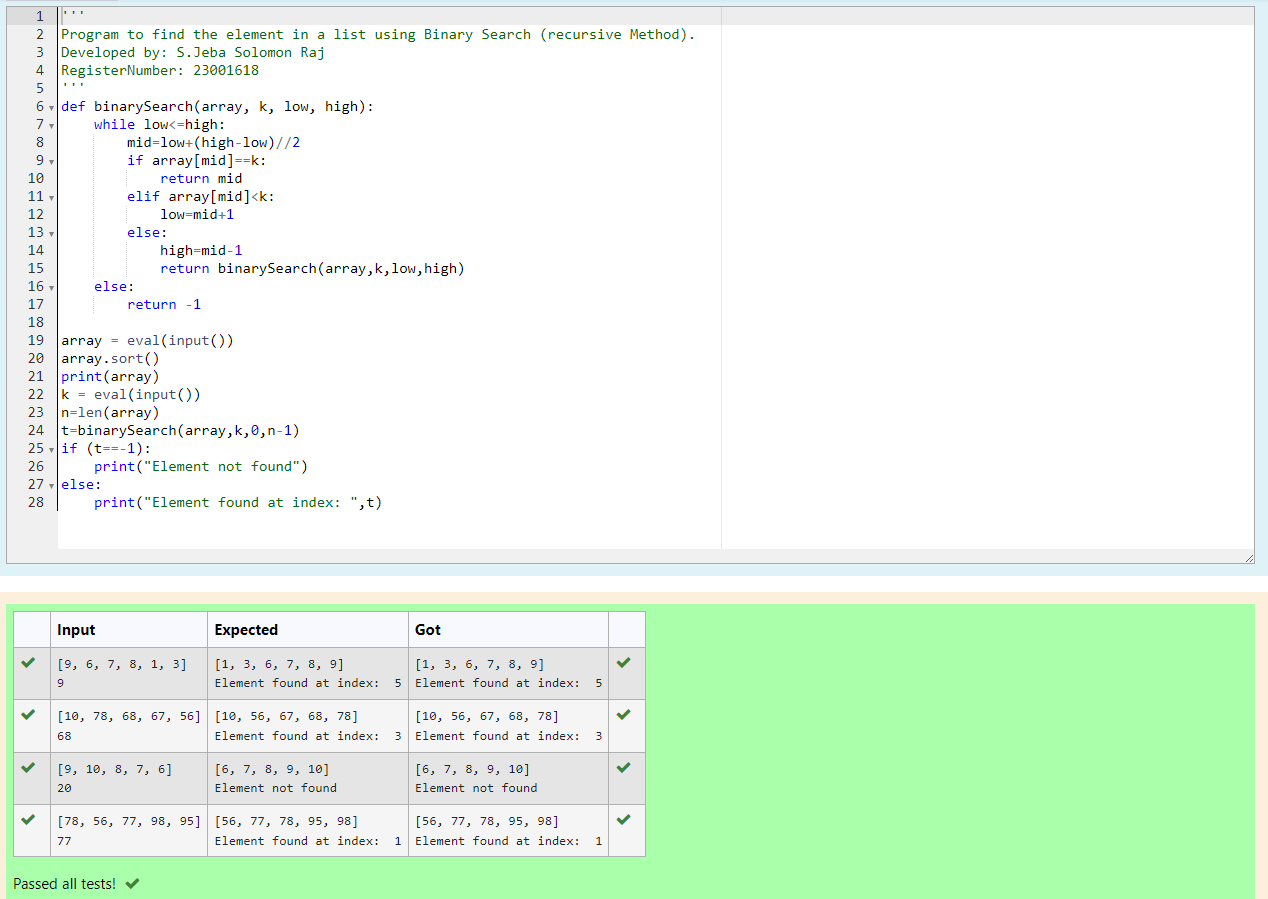 1 '''
2 Program to find the element in a list using Binary Search (recursive Method).
3 Developed by: S.Jeba Solomon Raj
4 RegisterNumber: 23001618
5 '''
6 def binarySearch(array, k, low, high):
7     while low<=high:
8         mid=low+(high-low)//2
9         if array[mid]==k:
10             return mid
11         elif array[mid]<k:
12             low=mid+1
13         else:
14             high=mid-1
15             return binarySearch(array,k,low,high)
16     else:
17         return -1
18
19 array = eval(input())
20 array.sort()
21 print(array)
22 k = eval(input())
23 n=len(array)
24 t=binarySearch(array,k,0,n-1)
25 if (t==-1):
26     print("Element not found")
27 else:
28     print("Element found at index: ",t)
Input Expected Got
[9, 6, 7, 8, 1, 3] [1, 3, 6, 7, 8, 9] [1, 3, 6, 7, 8, 9]
9 Element found at index:  5 Element found at index:  5
[10, 78, 68, 67, 56] [10, 56, 67, 68, 78] [10, 56, 67, 68, 78]
68 Element found at index:  3 Element found at index:  3
[9, 10, 8, 7, 6] [6, 7, 8, 9, 10] [6, 7, 8, 9, 10]
20 Element not found Element not found
[78, 56, 77, 98, 95] [56, 77, 78, 95, 98] [56, 77, 78, 95, 98]
77 Element found at index:  1 Element found at index:  1
Passed all tests!